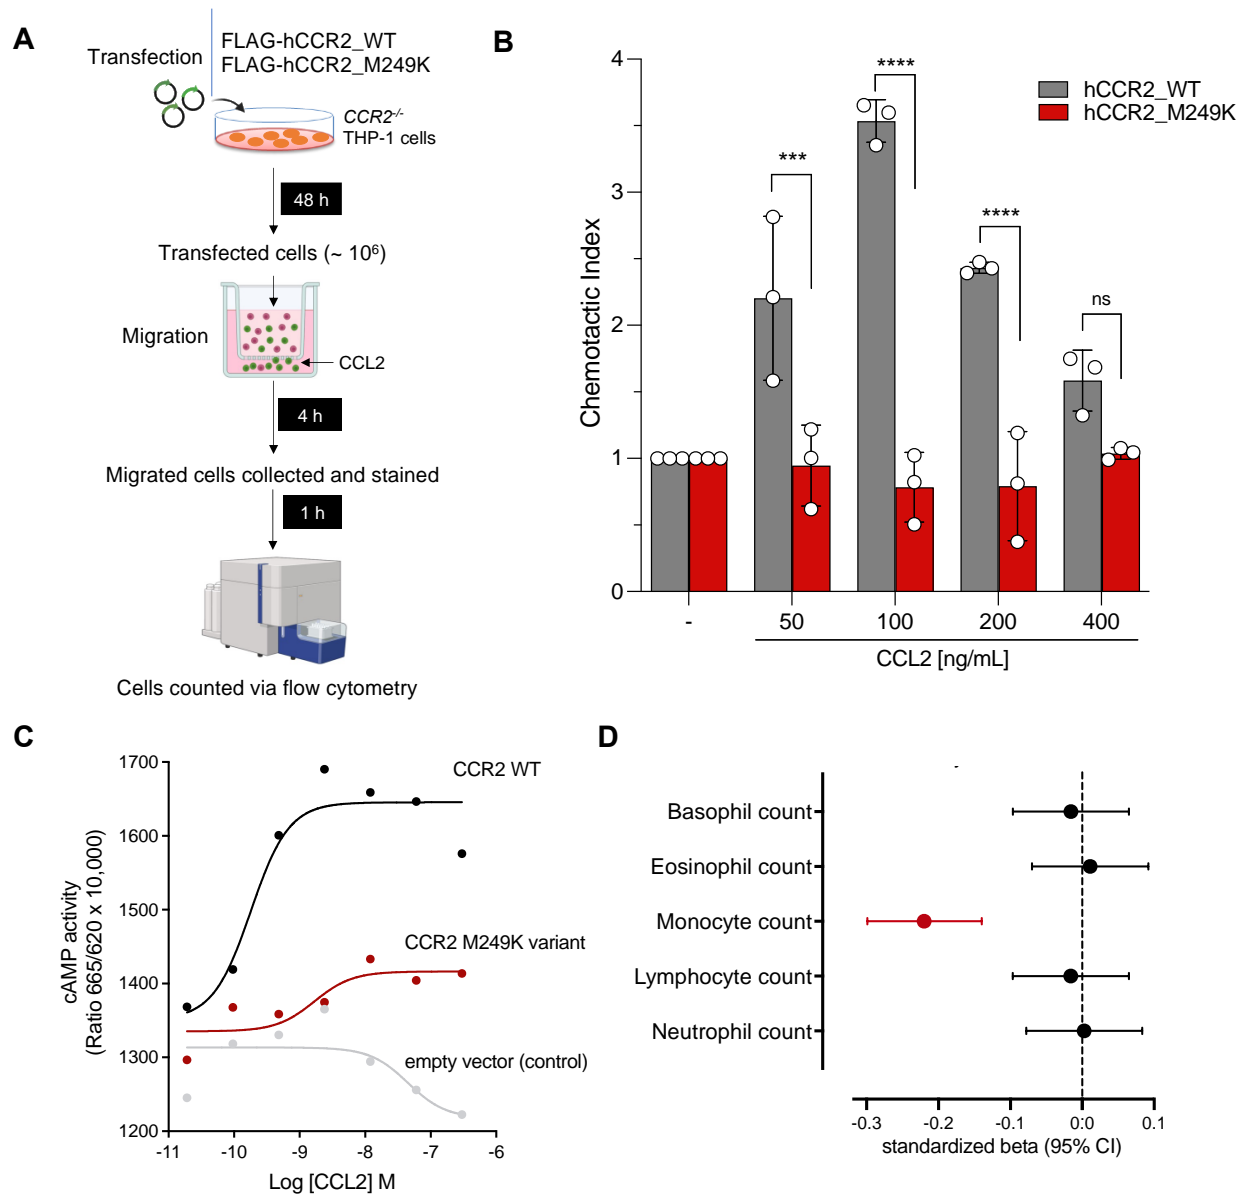 A
Transfection
FLAG-hCCR2_WT
FLAG-hCCR2_M249K
CCR2-/-
THP-1 cells
48 h
Transfected cells (~ 10⁶)
Migration
CCL2
4 h
Migrated cells collected and stained
1 h
Cells counted via flow cytometry
B
Chemotactic Index
4
3
2
1
0
***
****
****
ns
hCCR2_WT
hCCR2_M249K
-
50
100
200
400
CCL2 [ng/mL]
C
cAMP activity
(Ratio 665/620 x 10,000)
1700
1600
1500
1400
1300
1200
CCR2 WT
CCR2 M249K variant
empty vector (control)
-11
-10
-9
-8
-7
-6
Log [CCL2] M
D
Basophil count
Eosinophil count
Monocyte count
Lymphocyte count
Neutrophil count
-0.3
-0.2
-0.1
0.0
0.1
standardized beta (95% CI)